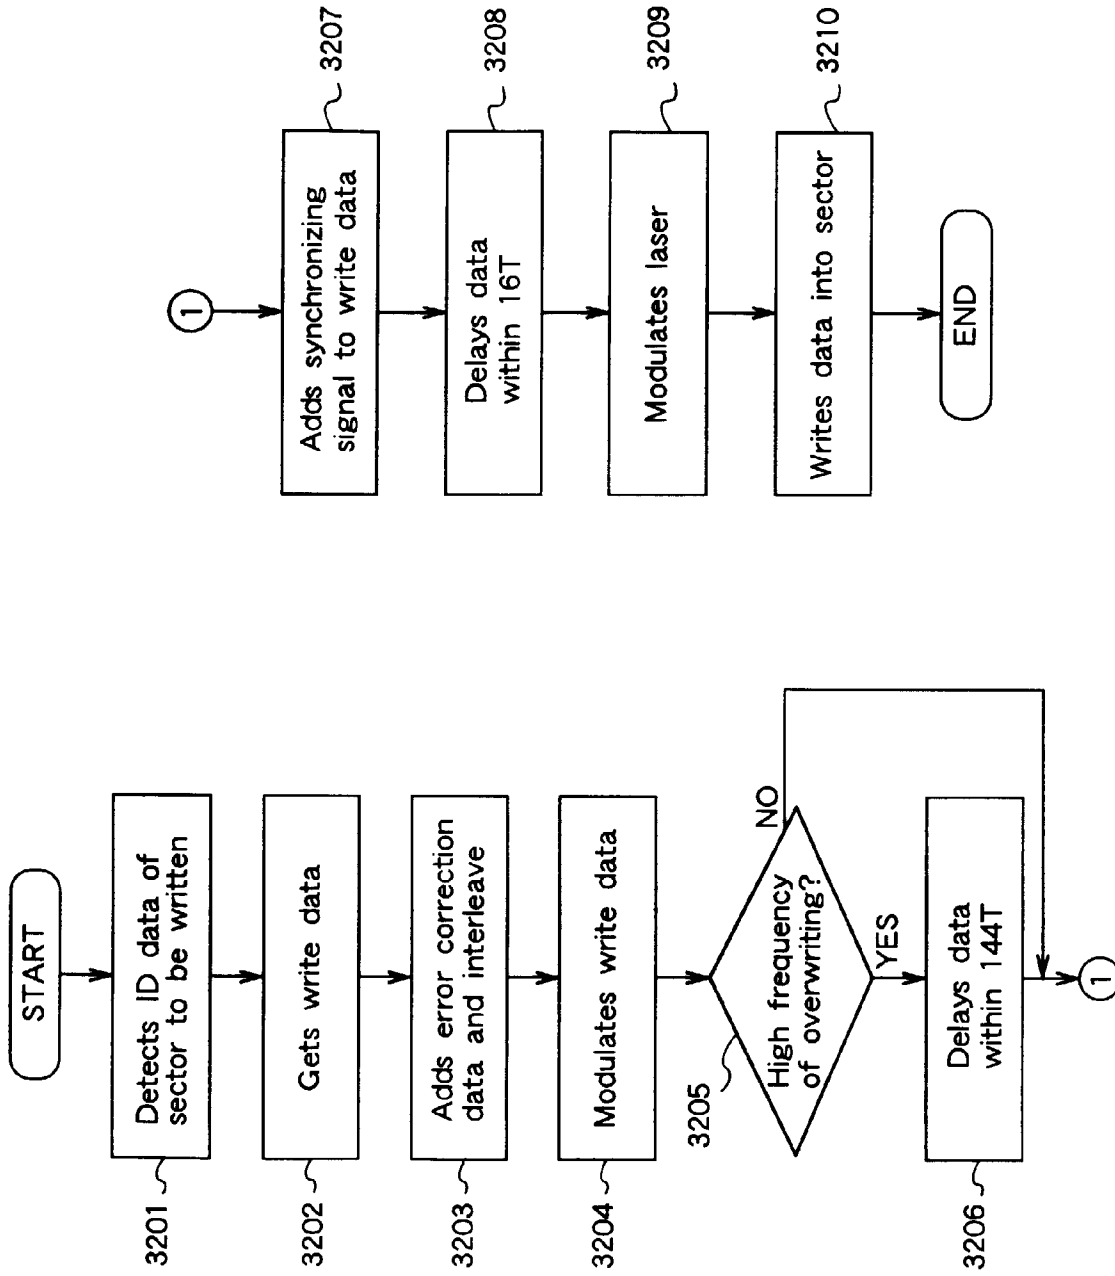 START
3201
Detects ID data of
sector to be written
3202
Gets write data
3203
Adds error correction
data and interleave
3204
Modulates write data
3205
High frequency
of overwriting?
NO
YES
3206
Delays data
within 144T
1
1
Adds synchronizing
signal to write data
3207
Delays data
within 16T
3208
Modulates laser
3209
Writes data into sector
3210
END